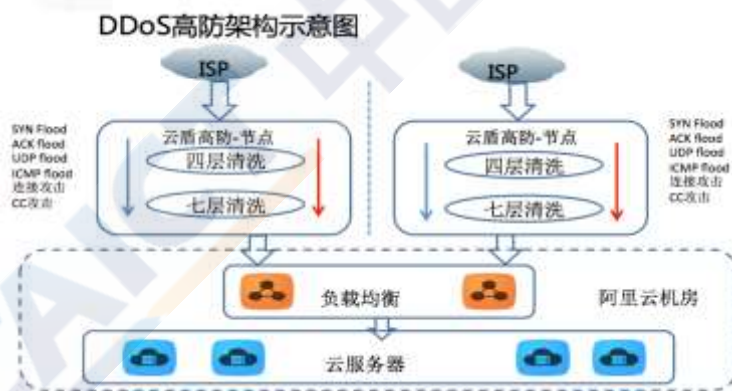 DDoS高防架构示意图
ISP
ISP
SYN Flood
ACK flood
UDP flood
ICMP flood
连接攻击
CC攻击
云盾高防-节点
四层清洗
七层清洗
云盾高防-节点
四层清洗
七层清洗
SYN Flood
ACK flood
UDP flood
ICMP flood
连接攻击
CC攻击
负载均衡
阿里云机房
云服务器